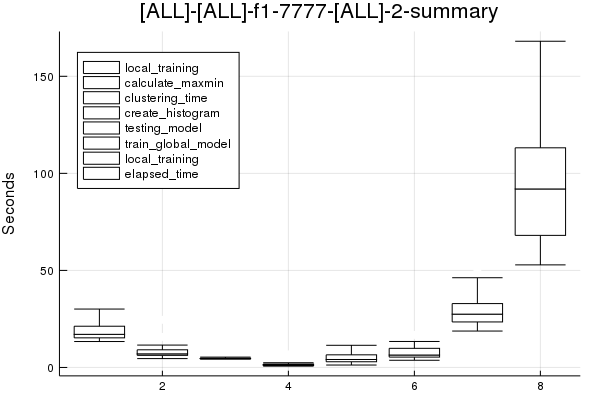 [ALL]-[ALL]-f1-7777-[ALL]-2-summary
150
local_training
calculate_maxmin
clustering_time
create_histogram
testing_model
train_global_model
local_training
elapsed_time
Seconds
100
50
0
2 4 6 8